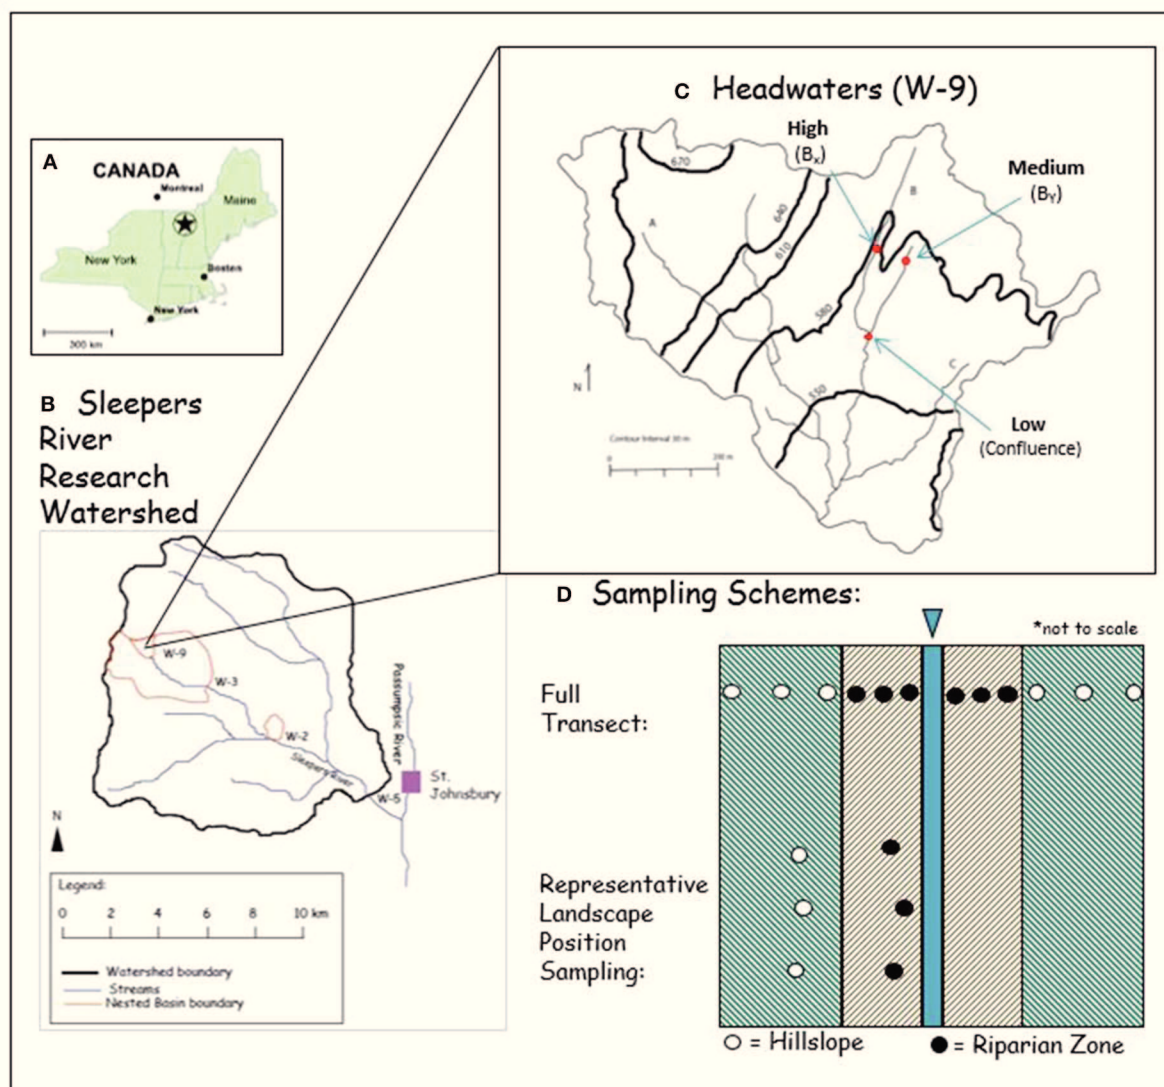 A
CANADA
Montreal
Maine
New York
Boston
New York
300 km
B Sleepers
River
Research
Watershed
W-9
W-3
W-2
Sleepers River
W-5
Passumpsic River
St.
Johnsbury
N
Legend:
0 2 4 6 8 10 km
Watershed boundary
Streams
Nested Basin boundary
C Headwaters (W-9)
High
(Bx)
Medium
(BY)
670
640
610
580
550
A
B
C
N
Low
(Confluence)
Contour Interval 30 m
0 200 m
D Sampling Schemes:
*not to scale
Full
Transect:
Representative
Landscape
Position
Sampling:
= Hillslope
= Riparian Zone